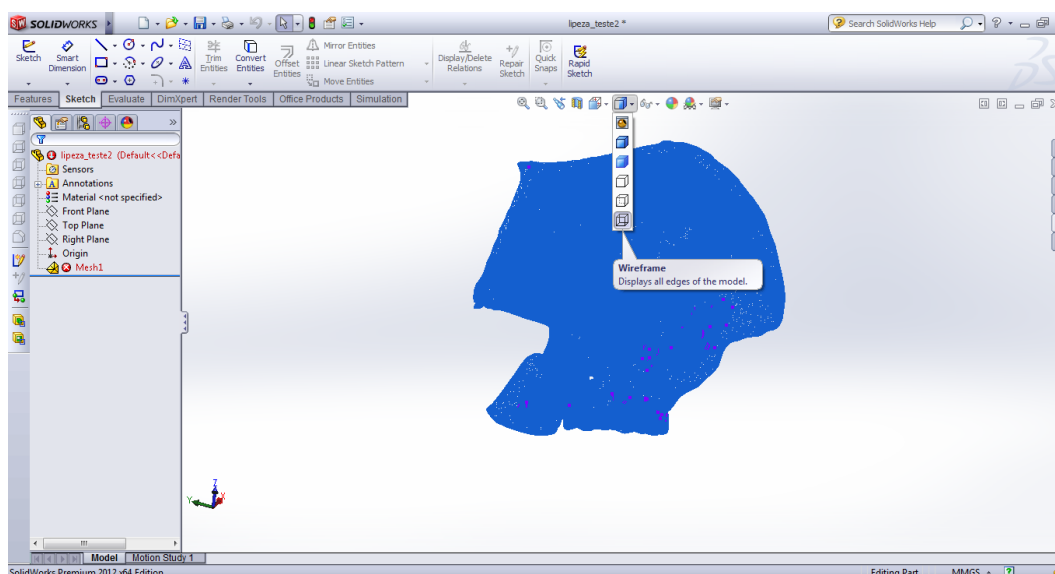 SOLIDWORKS
lipeza_teste2 *
Search SolidWorks Help
Sketch
Smart Dimension
Trim Entities
Convert Entities
Offset Entities
Mirror Entities
Linear Sketch Pattern
Move Entities
Display/Delete Relations
Repair Sketch
Quick Snaps
Rapid Sketch
Features
Sketch
Evaluate
DimXpert
Render Tools
Office Products
Simulation
lipeza_teste2 (Default<<Defa
Sensors
Annotations
Material <not specified>
Front Plane
Top Plane
Right Plane
Origin
Mesh1
Wireframe
Displays all edges of the model.
Z
Y
X
Model
Motion Study 1
SolidWorks Premium 2012 x64 Edition
Editing Part
MMGS